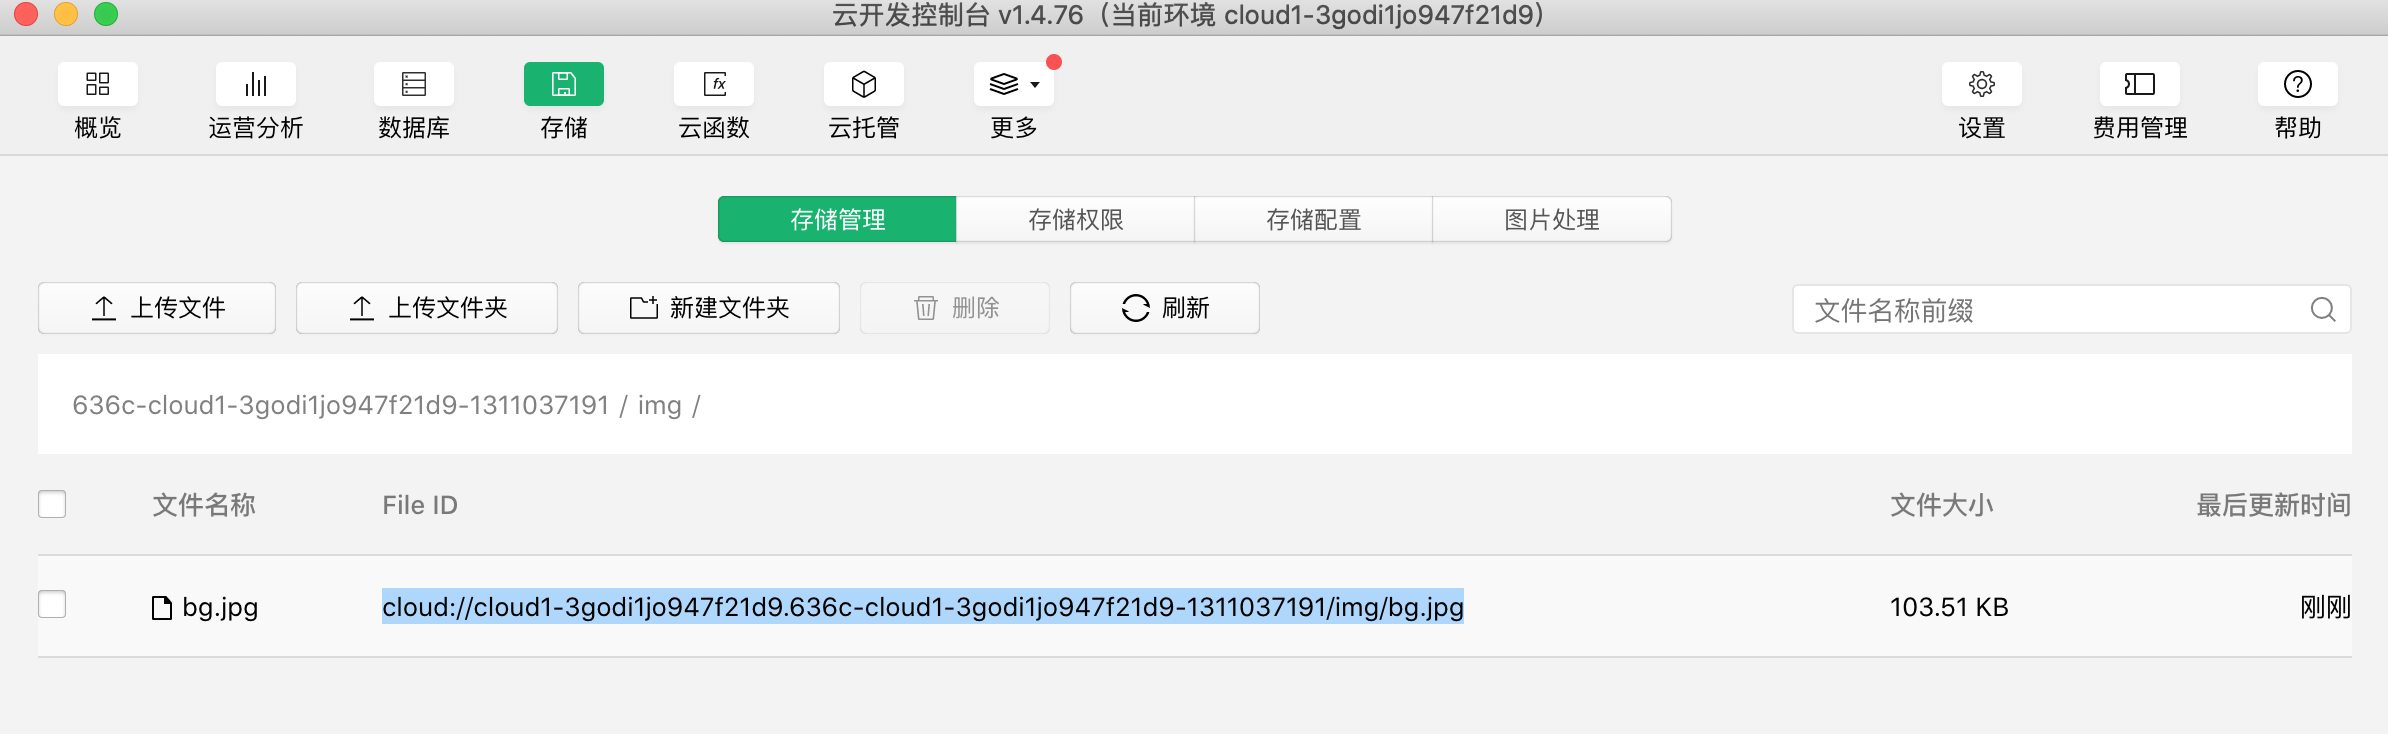 云开发控制台 v1.4.76（当前环境 cloud1-3godi1jo947f21d9）
概览 运营分析 数据库 存储 云函数 云托管 更多 设置 费用管理 帮助
存储管理 存储权限 存储配置 图片处理
上传文件 上传文件夹 新建文件夹 删除 刷新 文件名称前缀
636c-cloud1-3godi1jo947f21d9-1311037191 / img /
文件名称 File ID 文件大小 最后更新时间
bg.jpg cloud://cloud1-3godi1jo947f21d9.636c-cloud1-3godi1jo947f21d9-1311037191/img/bg.jpg 103.51 KB 刚刚